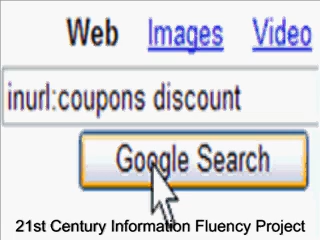 Web Images Video
inurl:coupons discount
Google Search
21st Century Information Fluency Project